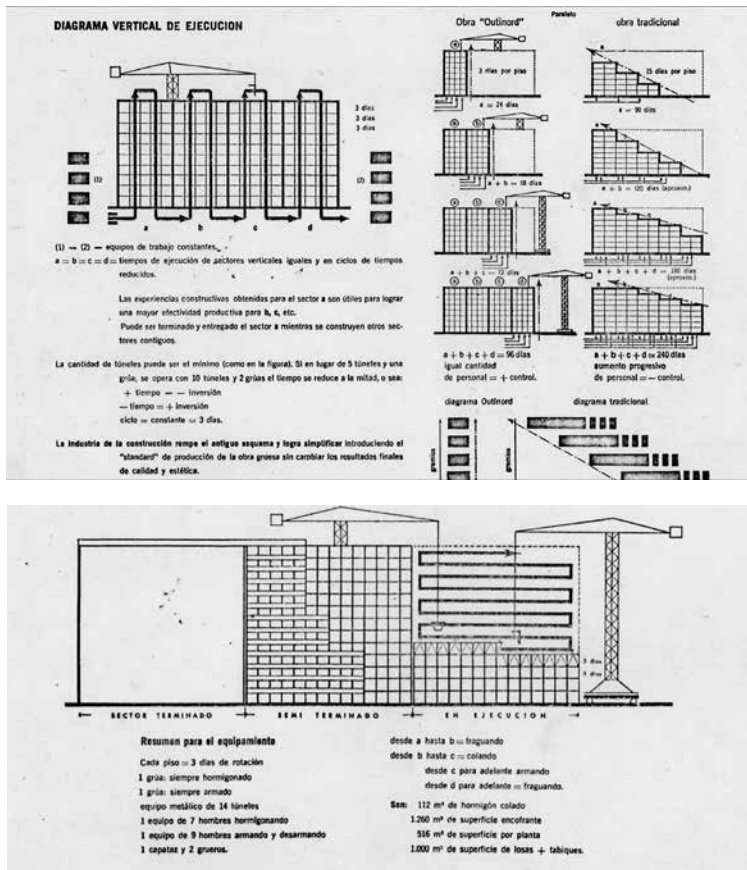 DIAGRAMA VERTICAL DE EJECUCION
3 días
3 días
3 días
(1)
(2)
a b c d
(1) — (2) — equipos de trabajo constantes.
a = b = c = d = tiempos de ejecución de sectores verticales iguales y en ciclos de tiempos
reducidos.
Las experiencias constructivas obtenidas para el sector a son útiles para lograr
una mayor efectividad productiva para b, c, etc.
Puede ser terminado y entregado el sector a mientras se construyen otros sec-
tores contiguos.
La cantidad de túneles puede ser el mínimo (como en la figura). Si en lugar de 5 túneles y una
grúa, se opera con 10 túneles y 2 grúas el tiempo se reduce a la mitad, o sea:
+ tiempo — — inversión
— tiempo = + inversión
ciclo = constante = 3 días.
La industria de la construcción rompe el antiguo esquema y logra simplificar introduciendo el
"standard" de producción de la obra gruesa sin cambiar los resultados finales
de calidad y estética.
Paralelo
Obra "Outinord"
obra tradicional
a
3 días por piso
a = 24 días
a
15 días por piso
a = 90 días
a b
a + b = 48 días
a + b = 120 días (aproxim.)
a b c
a + b + c = 72 días
a + b + c + d = 180 días
(aproxim.)
a b c d
a + b + c + d = 96 días
igual cantidad
de personal = + control.
a + b + c + d = 240 días
aumento progresivo
de personal = — control.
diagrama Outinord
diagrama tradicional
gremios
gremios
3 días
3 días
SECTOR TERMINADO
SEMI TERMINADO
EN EJECUCION
Resumen para el equipamiento
Cada piso = 3 días de rotación
1 grúa: siempre hormigonado
1 grúa: siempre armado
equipo metálico de 14 túneles
1 equipo de 7 hombres hormigonando
1 equipo de 9 hombres armando y desarmando
1 capataz y 2 grueros.
desde a hasta b = fraguando
desde b hasta c = colando
desde c para adelante armando
desde d para adelante = fraguando.
Son: 112 m³ de hormigón colado
1.260 m² de superficie encofrante
516 m² de superficie por planta
1.000 m² de superficie de losas + tabiques.